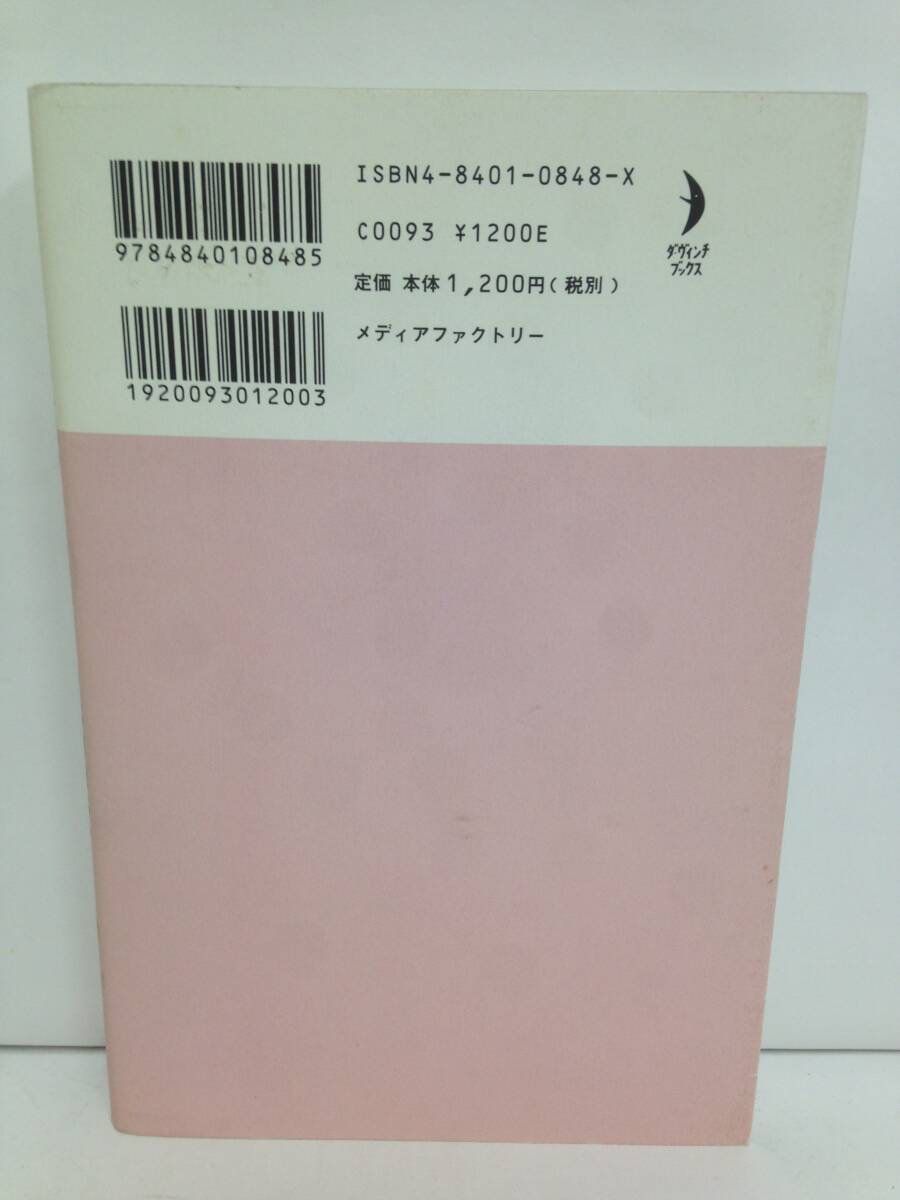 9784840108485
1920093012003
ISBN4-8401-0848-X
C0093 ¥1200E
定価 本体1,200円(税別)
メディアファクトリー
ダ・ヴィンチ
ブックス